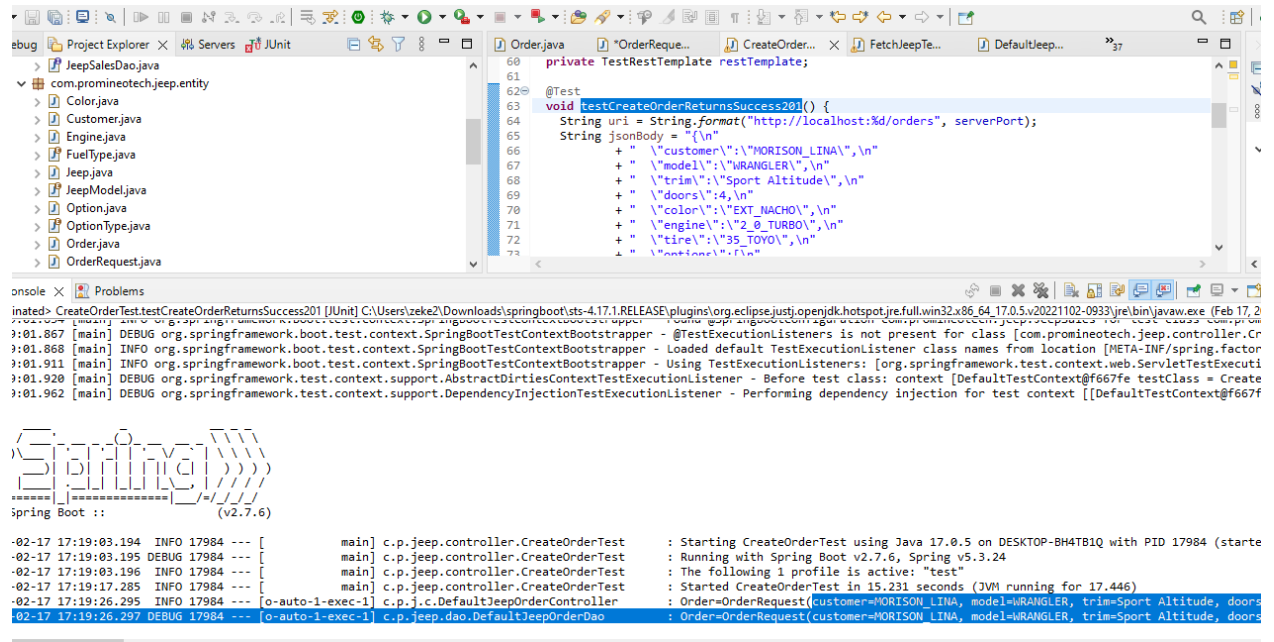 ebug Project Explorer Servers JUnit
JeepSalesDao.java
com.promineotech.jeep.entity
Color.java
Customer.java
Engine.java
FuelType.java
Jeep.java
JeepModel.java
Option.java
OptionType.java
Order.java
OrderRequest.java
Order.java *OrderReque... CreateOrder... FetchJeepTe... DefaultJeep... 37
60 private TestRestTemplate restTemplate;
61
62 @Test
63 void testCreateOrderReturnsSuccess201() {
64 String uri = String.format("http://localhost:%d/orders", serverPort);
65 String jsonBody = "{\n"
66 + " \"customer\":\"MORISON_LINA\",\n"
67 + " \"model\":\"WRANGLER\",\n"
68 + " \"trim\":\"Sport Altitude\",\n"
69 + " \"doors\":4,\n"
70 + " \"color\":\"EXT_NACHO\",\n"
71 + " \"engine\":\"2_0_TURBO\",\n"
72 + " \"tire\":\"35_TOYO\",\n"
73 + " \"options\":[\n"
onsole Problems
inated> CreateOrderTest.testCreateOrderReturnsSuccess201 [JUnit] C:\Users\zeke2\Downloads\springboot\sts-4.17.1.RELEASE\plugins\org.eclipse.justj.openjdk.hotspot.jre.full.win32.x86_64_17.0.5.v20221102-0933\jre\bin\javaw.exe (Feb 17, 2
9:01.867 [main] DEBUG org.springframework.boot.test.context.SpringBootTestContextBootstrapper - @TestExecutionListeners is not present for class [com.promineotech.jeep.controller.Cr
9:01.868 [main] INFO org.springframework.boot.test.context.SpringBootTestContextBootstrapper - Loaded default TestExecutionListener class names from location [META-INF/spring.factor
9:01.911 [main] INFO org.springframework.boot.test.context.SpringBootTestContextBootstrapper - Using TestExecutionListeners: [org.springframework.test.context.web.ServletTestExecuti
9:01.920 [main] DEBUG org.springframework.test.context.support.AbstractDirtiesContextTestExecutionListener - Before test class: context [DefaultTestContext@f667fe testClass = Create
9:01.962 [main] DEBUG org.springframework.test.context.support.DependencyInjectionTestExecutionListener - Performing dependency injection for test context [[DefaultTestContext@f667f
Spring
Spring Boot :: (v2.7.6)
-02-17 17:19:03.194 INFO 17984 --- [ main] c.p.jeep.controller.CreateOrderTest : Starting CreateOrderTest using Java 17.0.5 on DESKTOP-BH4TB1Q with PID 17984 (starte
-02-17 17:19:03.195 DEBUG 17984 --- [ main] c.p.jeep.controller.CreateOrderTest : Running with Spring Boot v2.7.6, Spring v5.3.24
-02-17 17:19:03.196 INFO 17984 --- [ main] c.p.jeep.controller.CreateOrderTest : The following 1 profile is active: "test"
-02-17 17:19:17.285 INFO 17984 --- [ main] c.p.jeep.controller.CreateOrderTest : Started CreateOrderTest in 15.231 seconds (JVM running for 17.446)
-02-17 17:19:26.295 INFO 17984 --- [o-auto-1-exec-1] c.p.j.c.DefaultJeepOrderController : Order=OrderRequest(customer=MORISON_LINA, model=WRANGLER, trim=Sport Altitude, doors
-02-17 17:19:26.297 DEBUG 17984 --- [o-auto-1-exec-1] c.p.jeep.dao.DefaultJeepOrderDao : Order=OrderRequest(customer=MORISON_LINA, model=WRANGLER, trim=Sport Altitude, doors